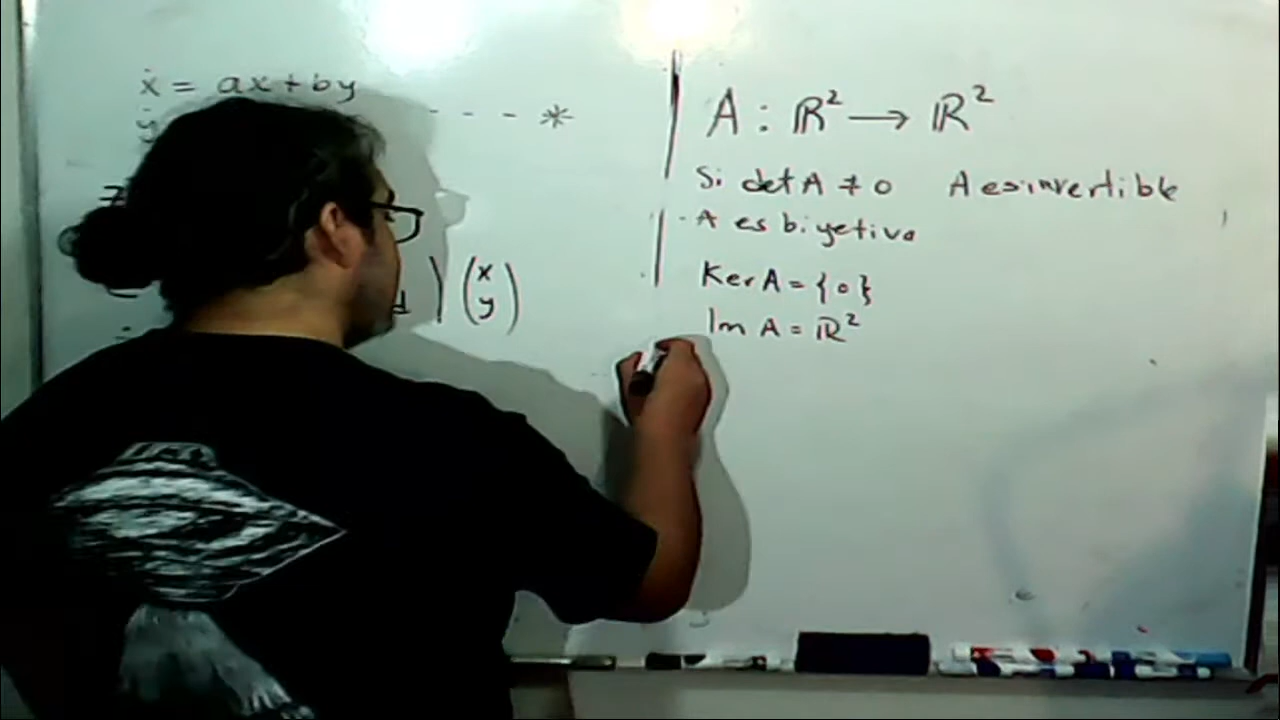 ẋ = ax + by
ẏ - - - *
d ) (x
y)
A : ℝ² ⟶ ℝ²
Si det A ≠ 0 A es invertible
A es biyetiva
Ker A = {0}
Im A = ℝ²